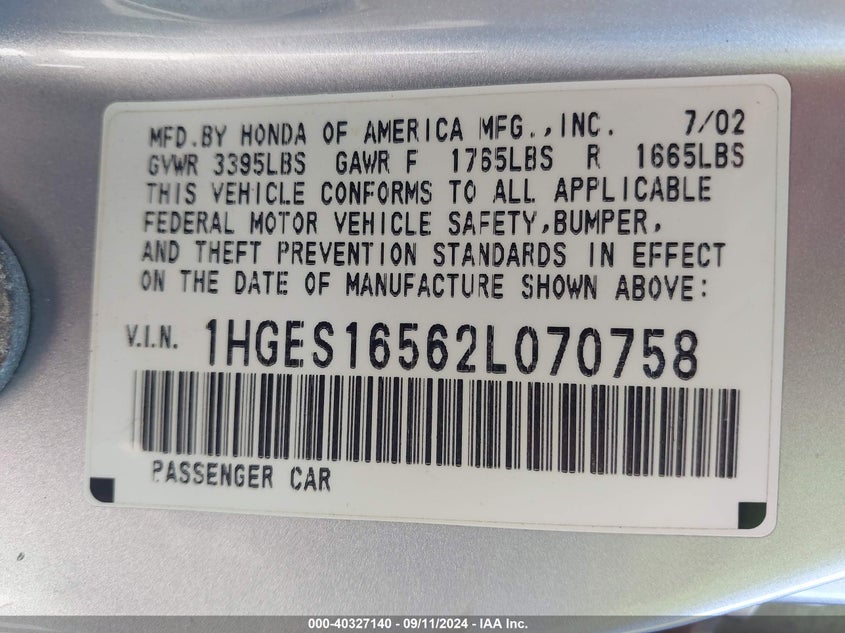 MFD.BY HONDA OF AMERICA MFG.,INC. 7/02
GVWR 3395LBS GAWR F 1765LBS R 1665LBS
THIS VEHICLE CONFORMS TO ALL APPLICABLE
FEDERAL MOTOR VEHICLE SAFETY,BUMPER,
AND THEFT PREVENTION STANDARDS IN EFFECT
ON THE DATE OF MANUFACTURE SHOWN ABOVE:
V.I.N. 1HGES16562L070758
PASSENGER CAR
000-40327140 - 09/11/2024 - IAA Inc.